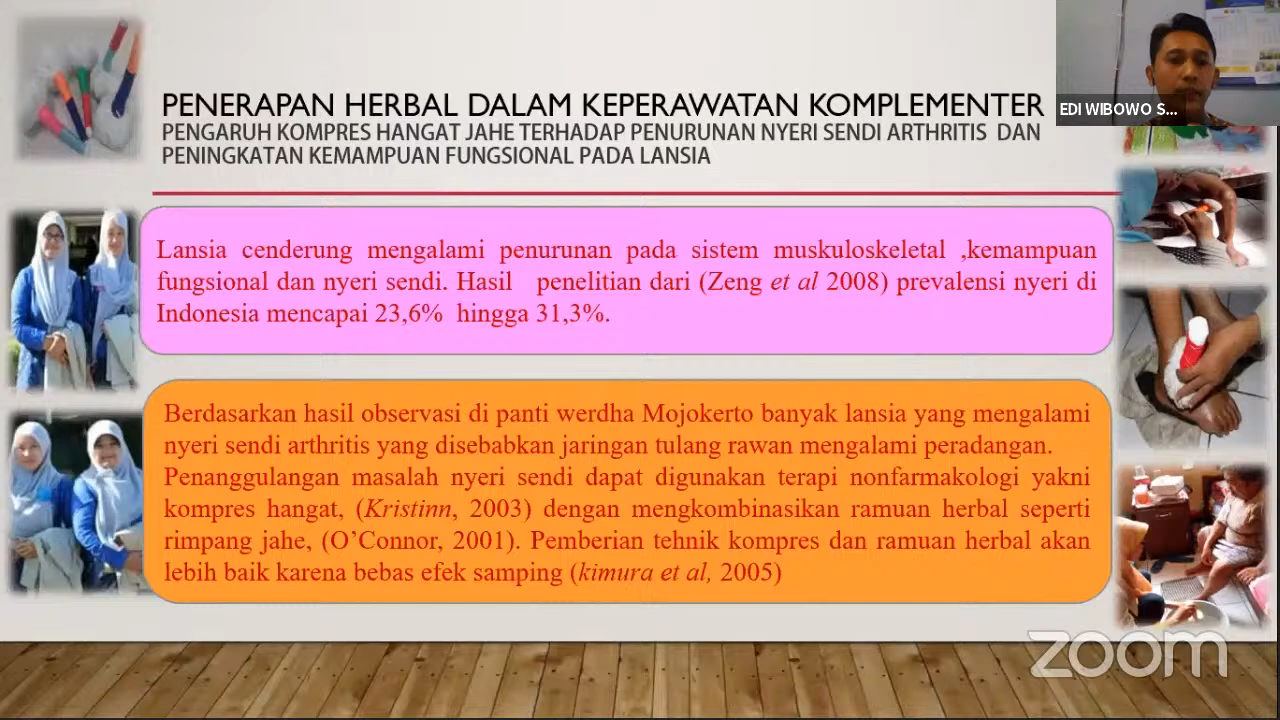 PENERAPAN HERBAL DALAM KEPERAWATAN KOMPLEMENTER
PENGARUH KOMPRES HANGAT JAHE TERHADAP PENURUNAN NYERI SENDI ARTHRITIS DAN
PENINGKATAN KEMAMPUAN FUNGSIONAL PADA LANSIA
EDI WIBOWO S...
Lansia cenderung mengalami penurunan pada sistem muskuloskeletal ,kemampuan
fungsional dan nyeri sendi. Hasil penelitian dari (Zeng et al 2008) prevalensi nyeri di
Indonesia mencapai 23,6% hingga 31,3%.
Berdasarkan hasil observasi di panti werdha Mojokerto banyak lansia yang mengalami
nyeri sendi arthritis yang disebabkan jaringan tulang rawan mengalami peradangan.
Penanggulangan masalah nyeri sendi dapat digunakan terapi nonfarmakologi yakni
kompres hangat, (Kristinn, 2003) dengan mengkombinasikan ramuan herbal seperti
rimpang jahe, (O'Connor, 2001). Pemberian tehnik kompres dan ramuan herbal akan
lebih baik karena bebas efek samping (kimura et al, 2005)
zoom